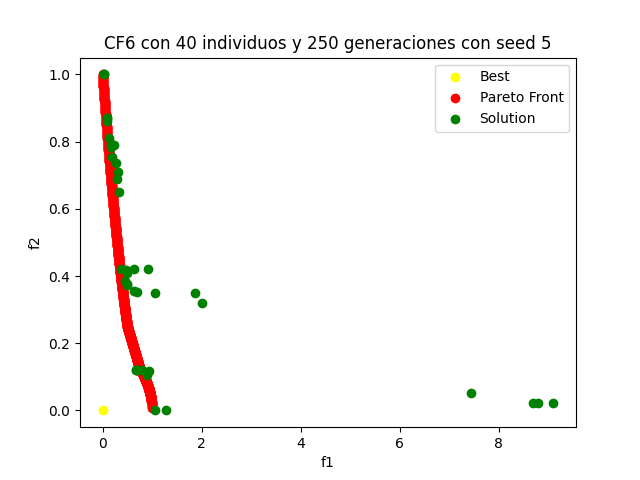 CF6 con 40 individuos y 250 generaciones con seed 5
Best
Pareto Front
Solution
1.0
0.8
0.6
0.4
0.2
0.0
f2
0
2
4
6
8
f1